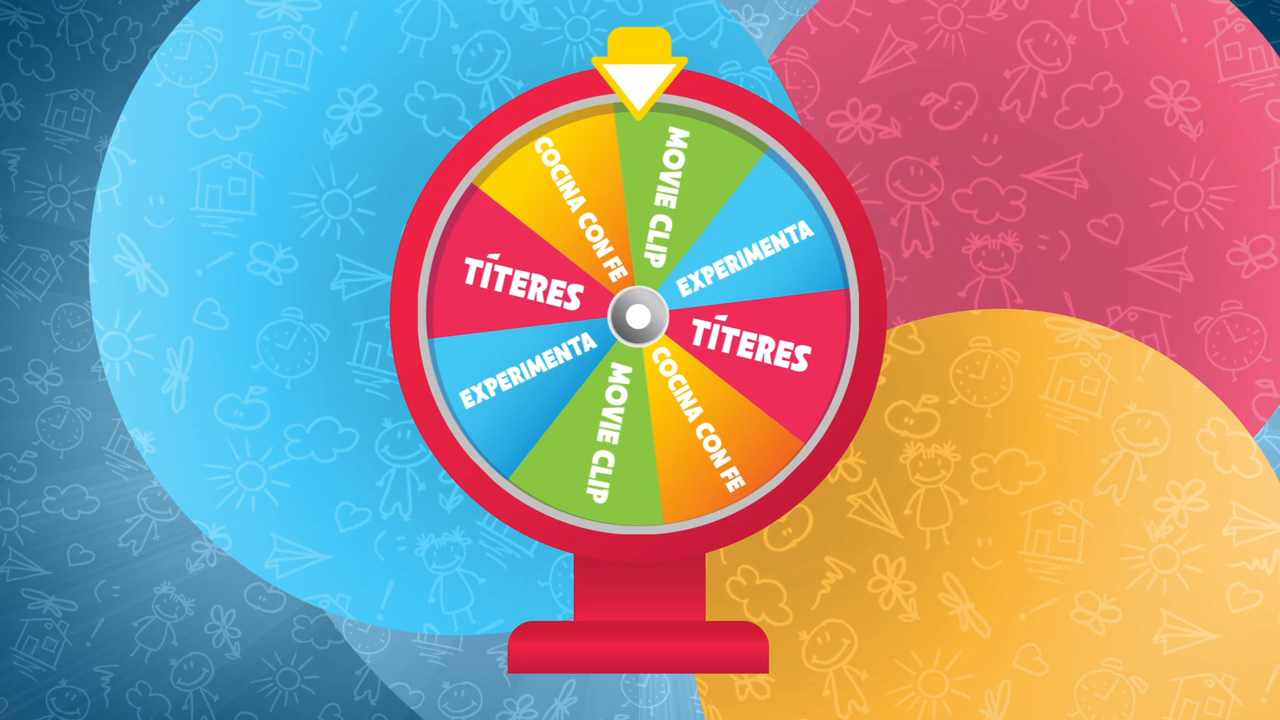 MOVIE CLIP
EXPERIMENTA
TÍTERES
COCINA CON FE
MOVIE CLIP
EXPERIMENTA
TÍTERES
COCINA CON FE